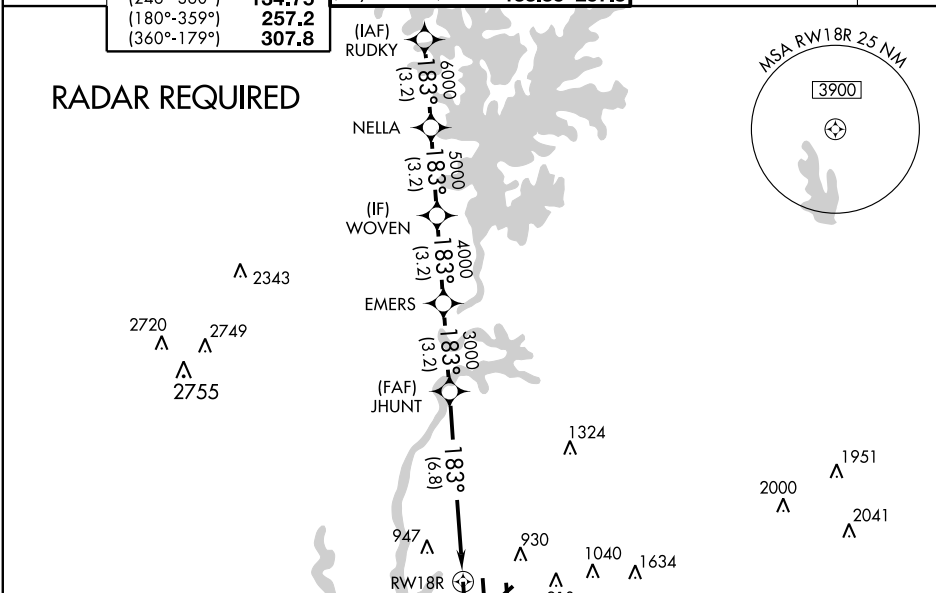 (180°-359°) 257.2
(360°-179°) 307.8
RADAR REQUIRED
(IAF)
RUDKY
6000
183°
(3.2)
NELLA
5000
183°
(3.2)
(IF)
WOVEN
4000
183°
(3.2)
EMERS
3000
183°
(3.2)
(FAF)
JHUNT
183°
(6.8)
RW18R
MSA RW18R 25 NM
3900
2343
2720
2749
2755
1324
1951
2000
2041
947
930
1040
1634